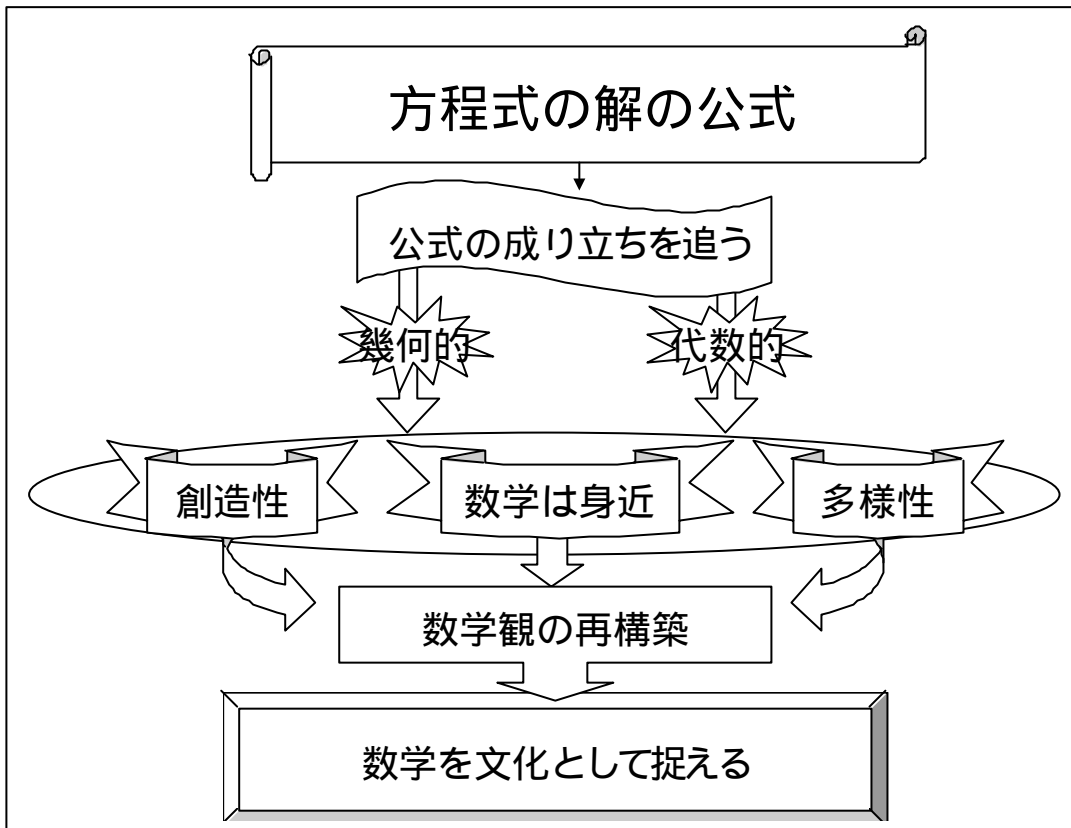 方程式の解の公式
公式の成り立ちを追う
幾何的
代数的
創造性
数学は身近
多様性
数学観の再構築
数学を文化として捉える